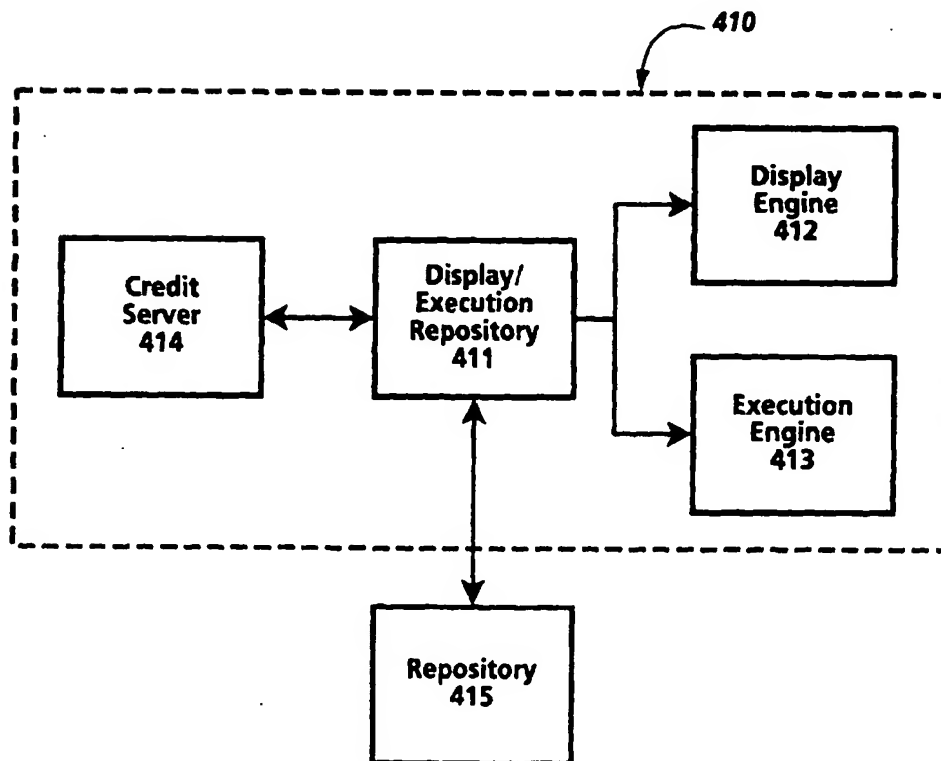 410
Display
Engine
412
Credit
Server
414
Display/
Execution
Repository
411
Execution
Engine
413
Repository
415